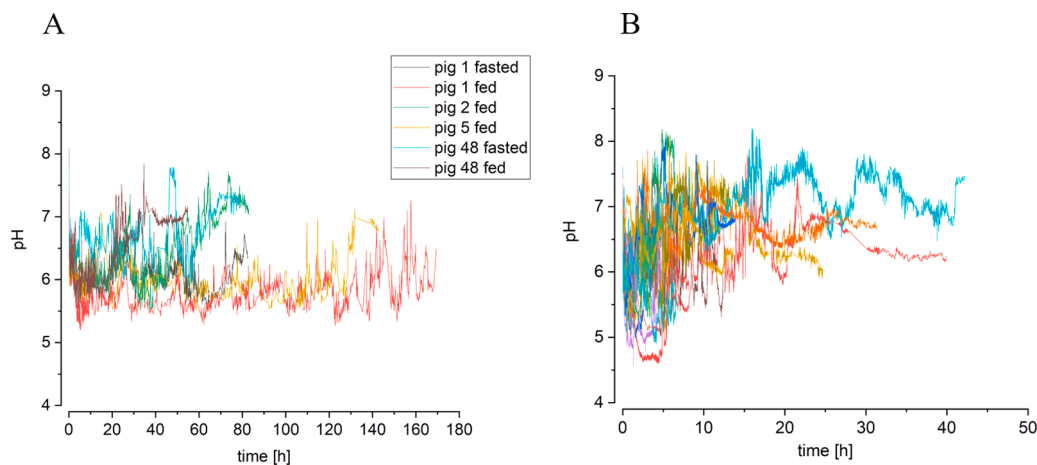 A
B
pig 1 fasted
pig 1 fed
pig 2 fed
pig 5 fed
pig 48 fasted
pig 48 fed
9
8
7
6
5
4
pH
0 20 40 60 80 100 120 140 160 180
time [h]
9
8
7
6
5
4
pH
0 10 20 30 40 50
time [h]